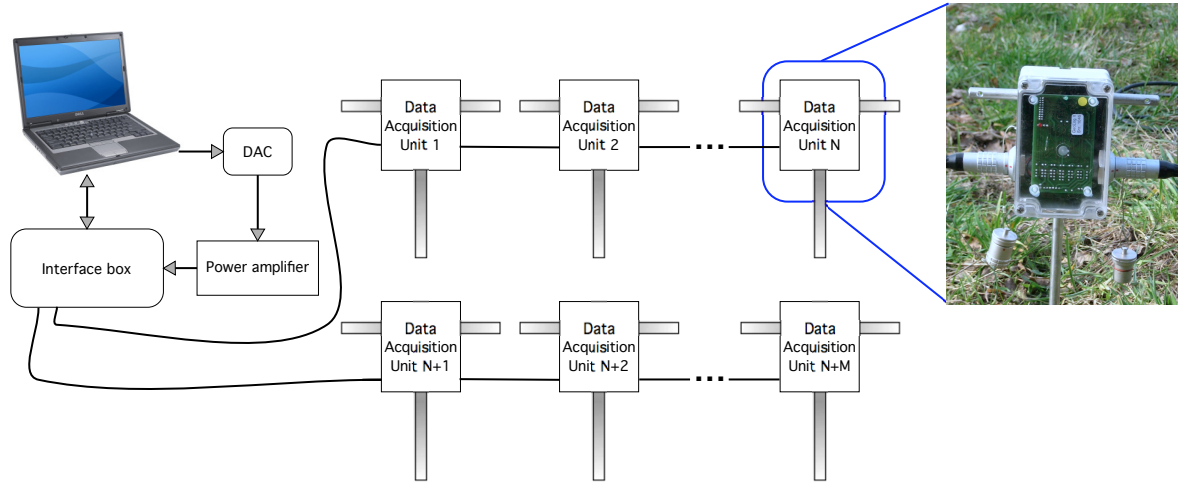 Data
Acquisition
Unit 1
Data
Acquisition
Unit 2
Data
Acquisition
Unit N
DAC
Interface box
Power amplifier
Data
Acquisition
Unit N+1
Data
Acquisition
Unit N+2
Data
Acquisition
Unit N+M